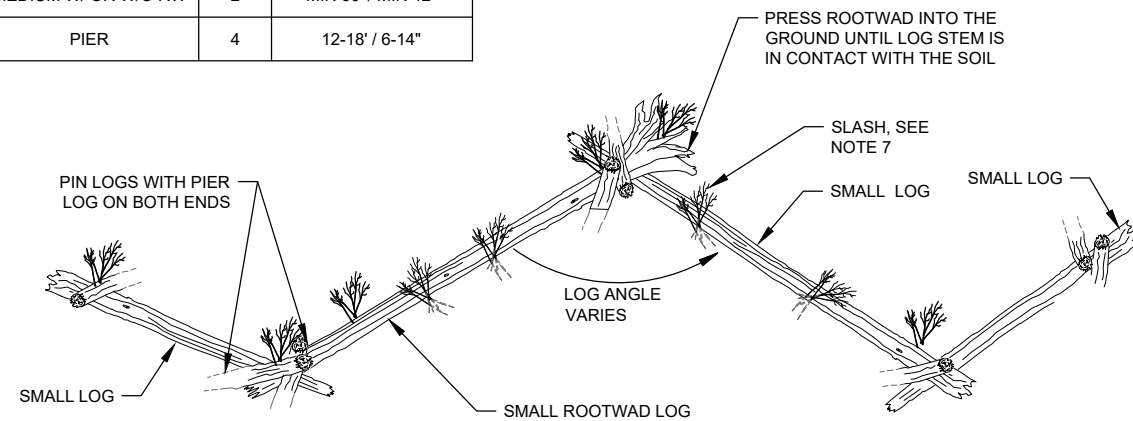 PIER 4 12-18' / 6-14"
PRESS ROOTWAD INTO THE
GROUND UNTIL LOG STEM IS
IN CONTACT WITH THE SOIL
SLASH, SEE
NOTE 7
SMALL LOG
SMALL LOG
PIN LOGS WITH PIER
LOG ON BOTH ENDS
LOG ANGLE
VARIES
SMALL LOG
SMALL ROOTWAD LOG